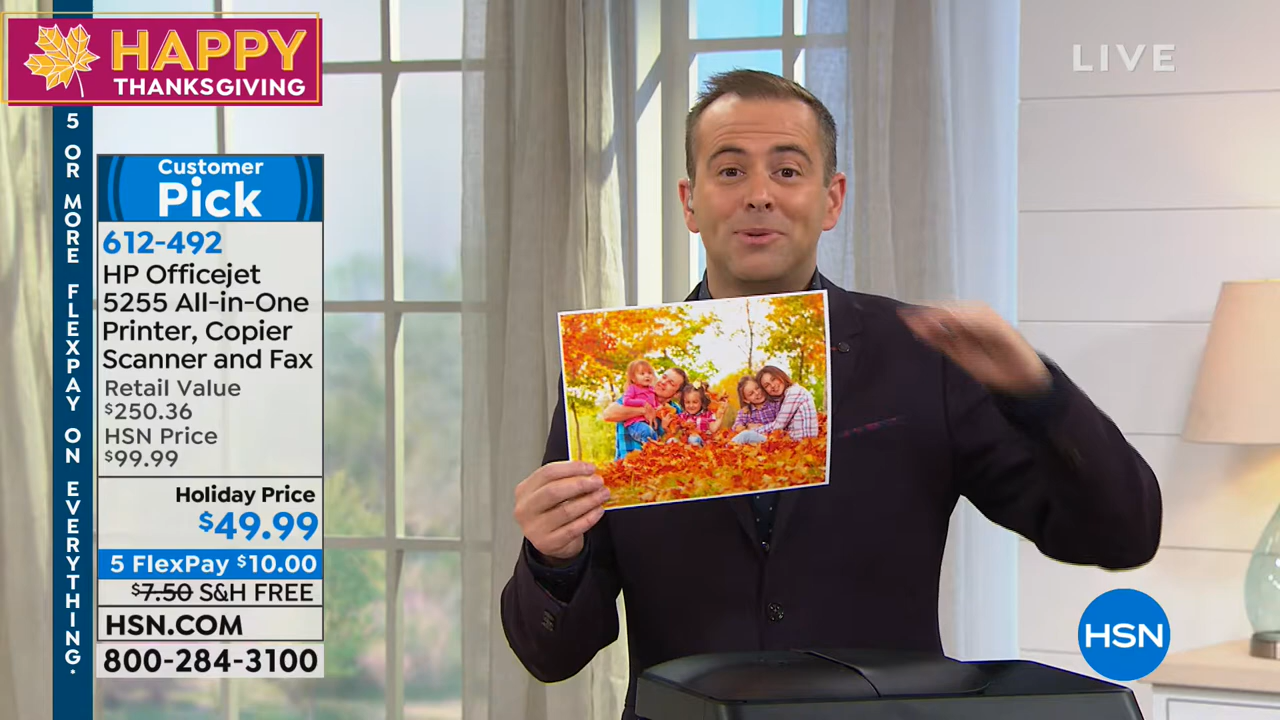 HAPPY
THANKSGIVING
LIVE
5 OR MORE FLEXPAY ON EVERYTHING.
Customer
Pick
612-492
HP Officejet
5255 All-in-One
Printer, Copier
Scanner and Fax
Retail Value
$250.36
HSN Price
$99.99
Holiday Price
$49.99
5 FlexPay $10.00
$7.50 S&H FREE
HSN.COM
800-284-3100
HSN